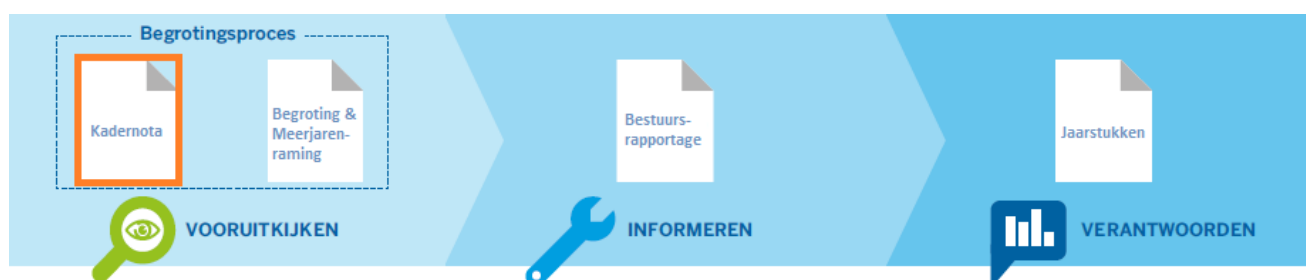 Begrotingsproces
Kadernota
Begroting &
Meerjaren-
raming
VOORUITKIJKEN
Bestuurs-
rapportage
INFORMEREN
Jaarstukken
VERANTWOORDEN